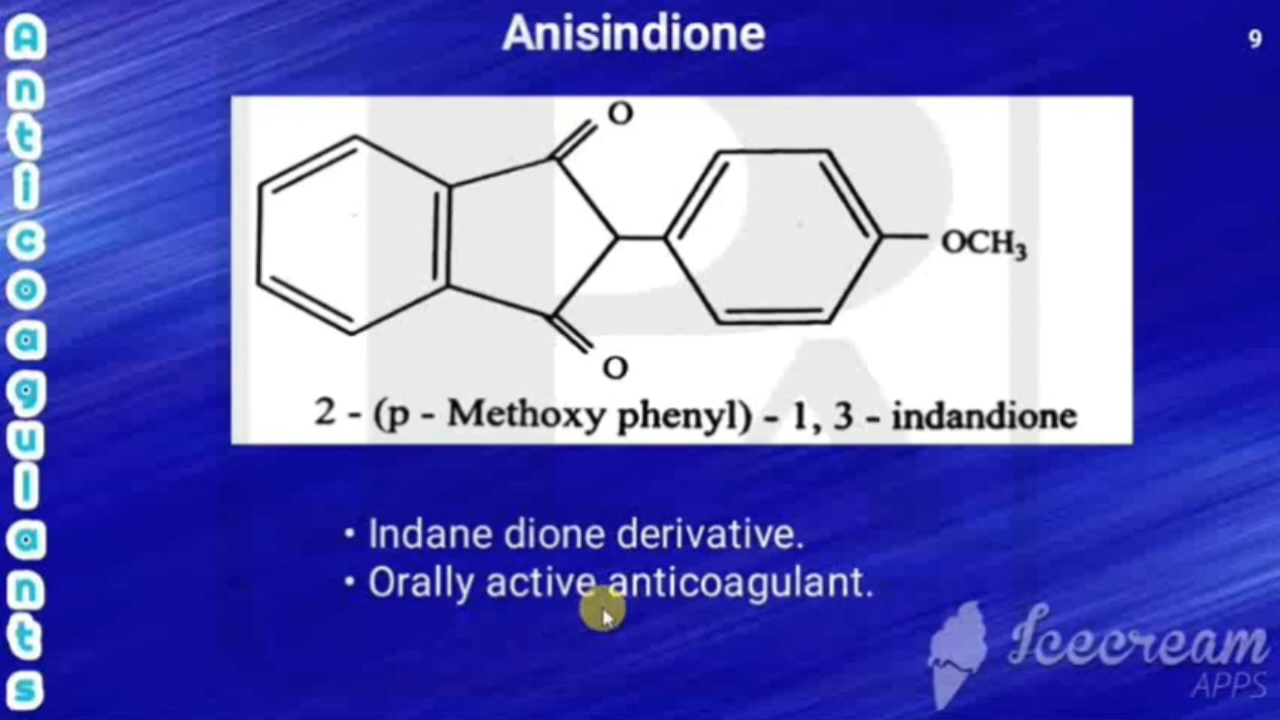 Anisindione
9
Anticoagulants
O
OCH₃
O
2 - (p - Methoxy phenyl) - 1, 3 - indandione
• Indane dione derivative.
• Orally active anticoagulant.
Icecream
APPS